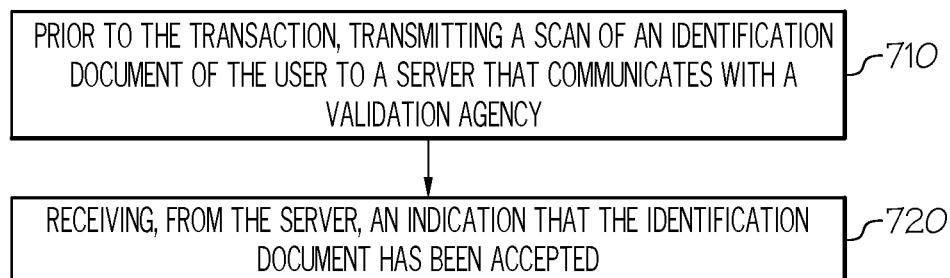 PRIOR TO THE TRANSACTION, TRANSMITTING A SCAN OF AN IDENTIFICATION
DOCUMENT OF THE USER TO A SERVER THAT COMMUNICATES WITH A
VALIDATION AGENCY
710
RECEIVING, FROM THE SERVER, AN INDICATION THAT THE IDENTIFICATION
DOCUMENT HAS BEEN ACCEPTED
720